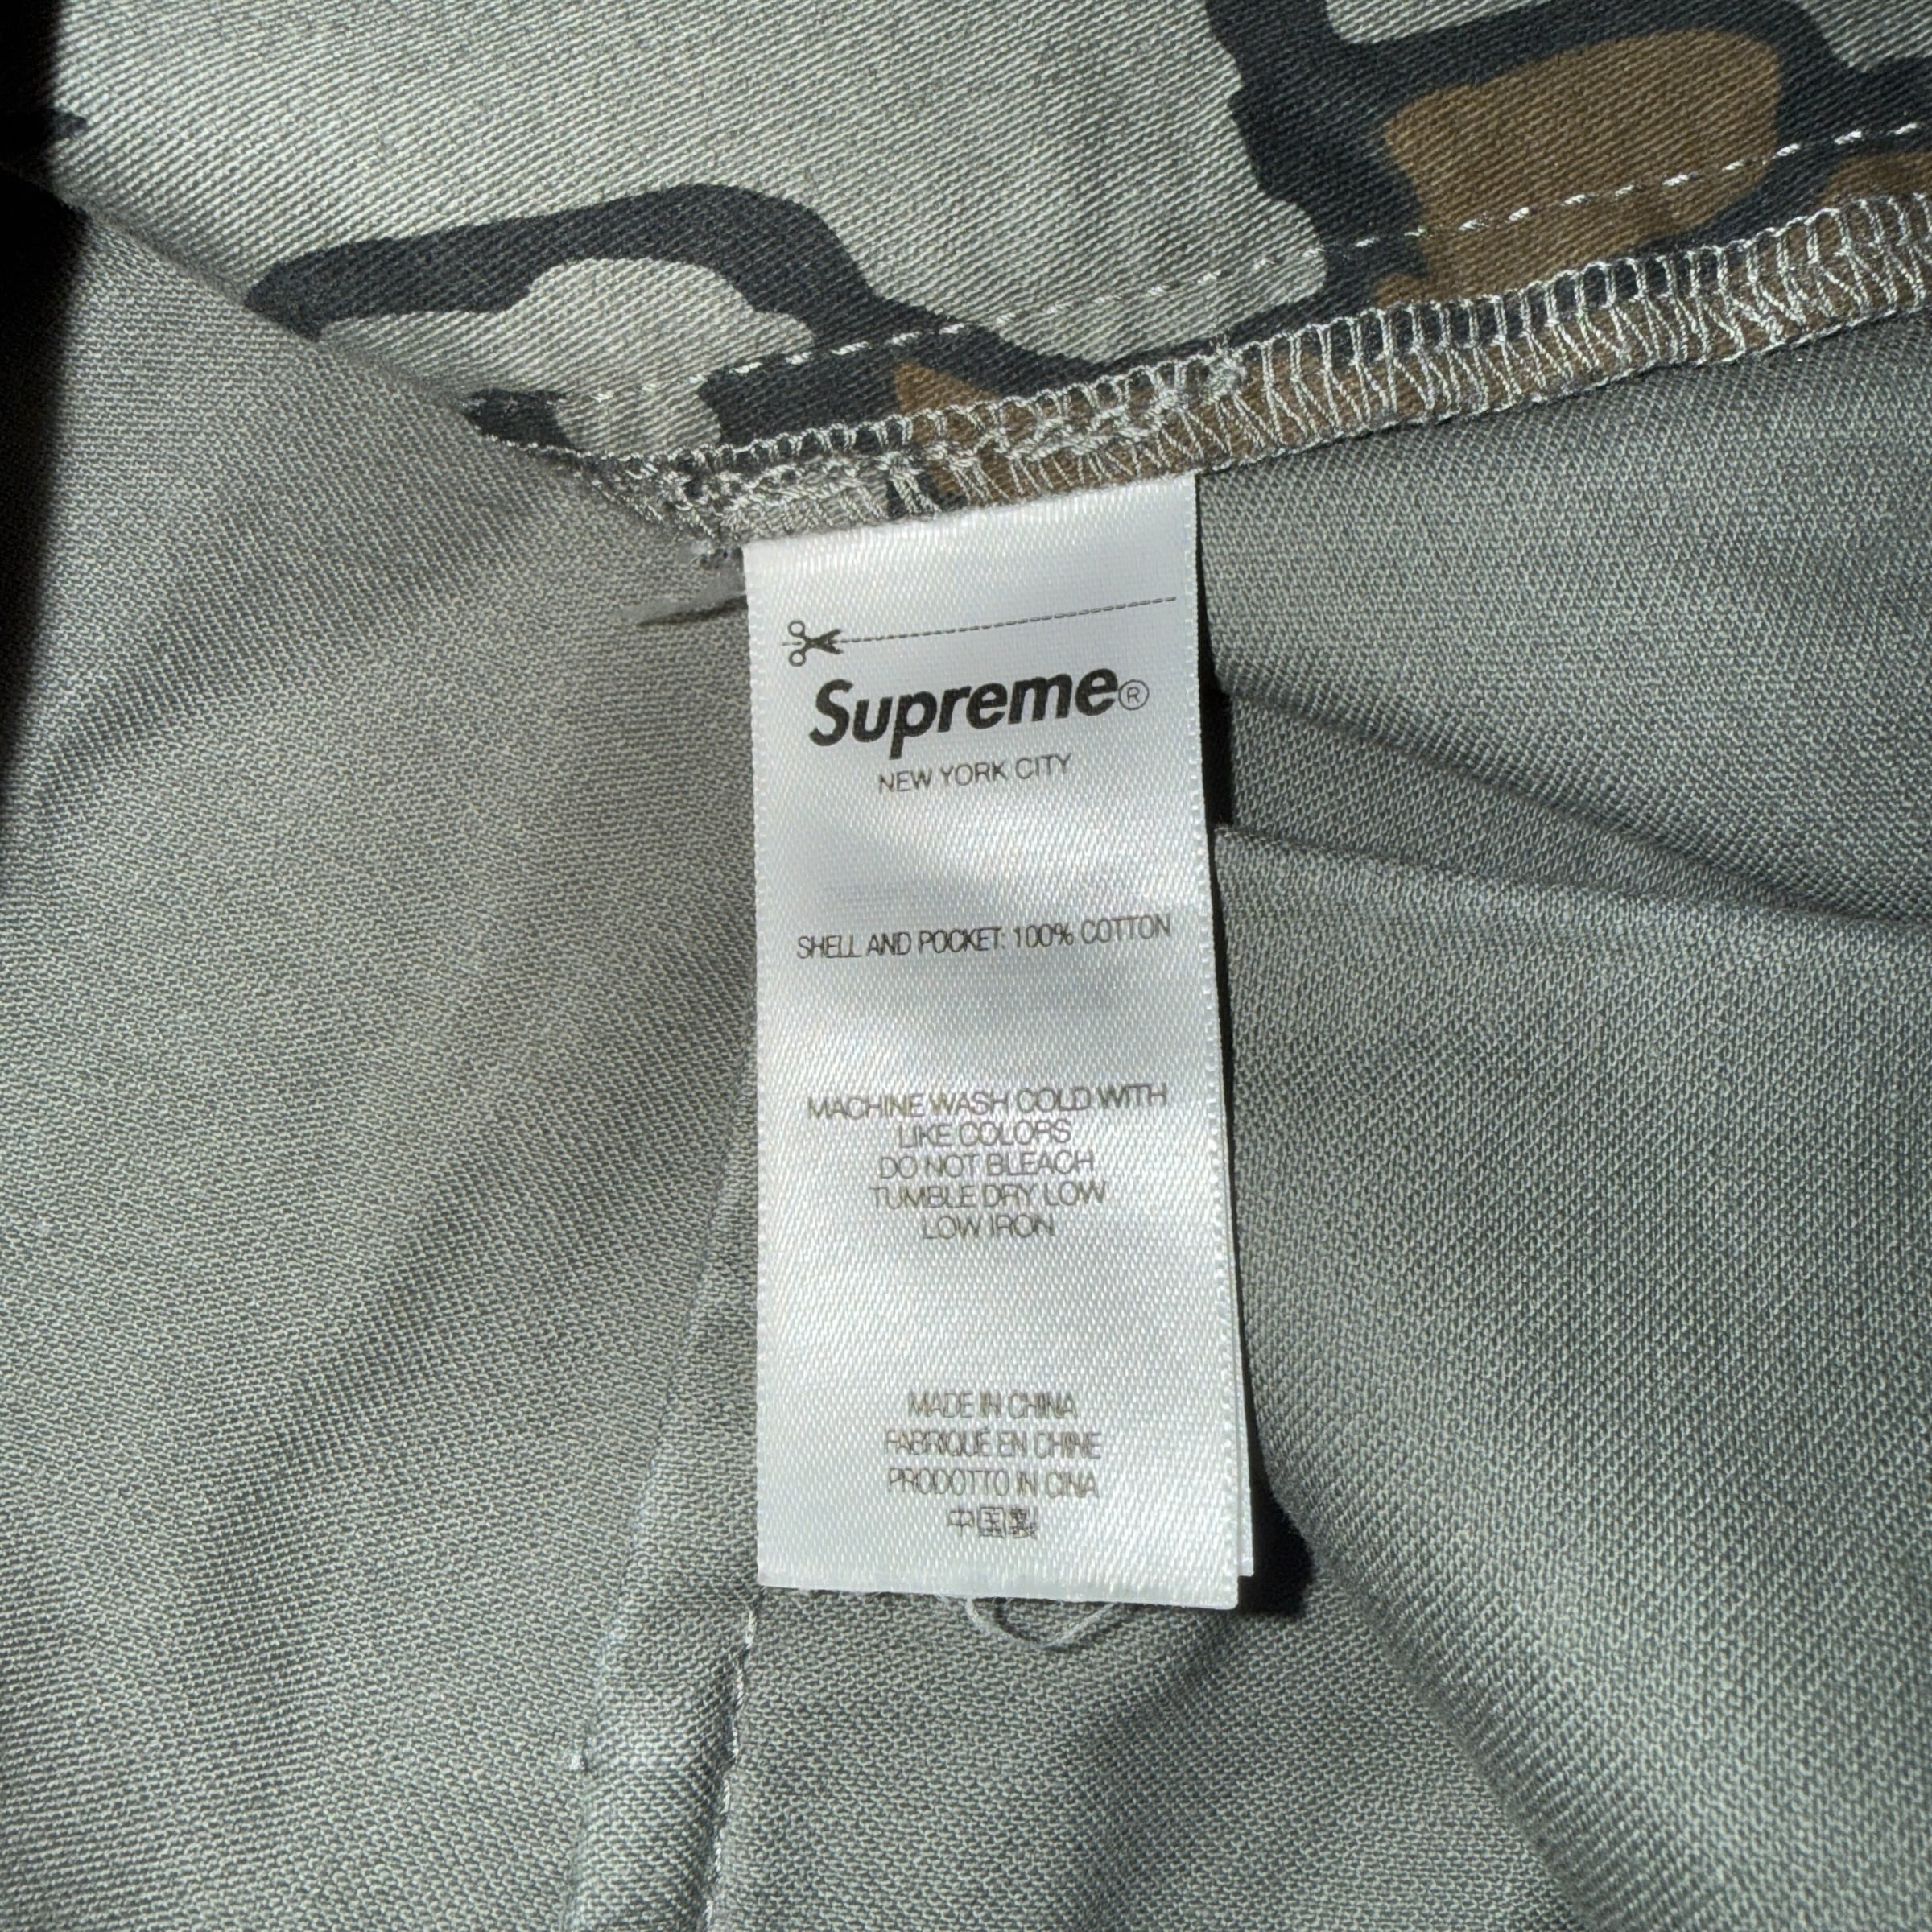 Supreme®
NEW YORK CITY
SHELL AND POCKET: 100% COTTON
MACHINE WASH COLD WITH
LIKE COLORS
DO NOT BLEACH
TUMBLE DRY LOW
LOW IRON
MADE IN CHINA
FABRIQUÉ EN CHINE
PRODOTTO IN CINA
中国製